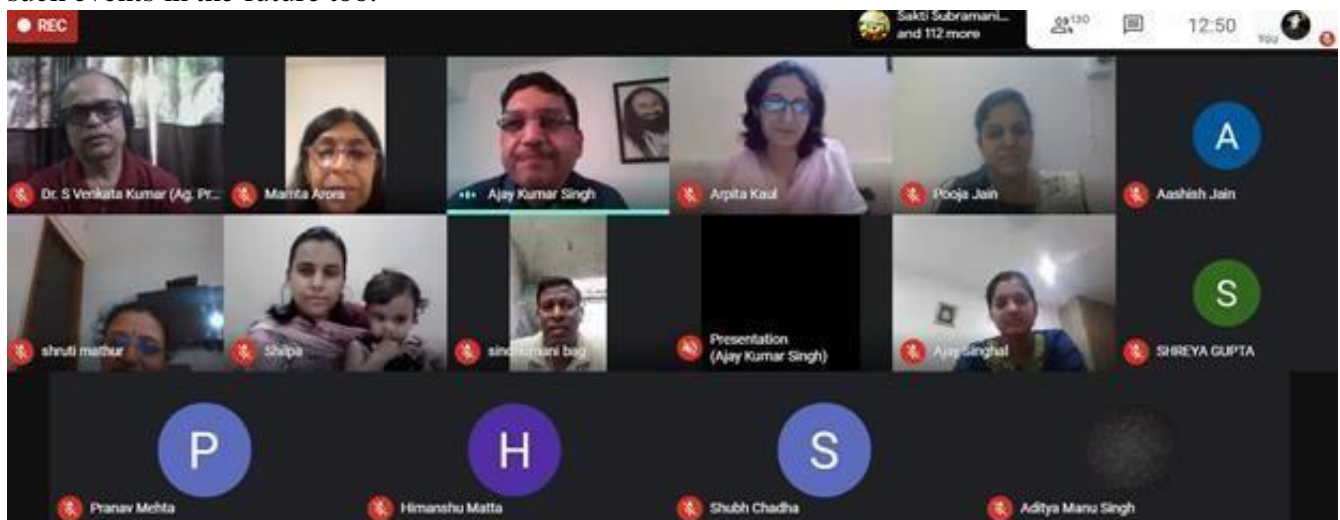 such events in the future too.
REC
Sakti Subramani...
and 112 more
130
12:50
You
Dr. S Venkata Kumar (Ag. Pr...
Mamta Arora
Ajay Kumar Singh
Arpita Kaul
Pooja Jain
A
Aashish Jain
shruti mathur
Shilpa
sindhumani bag
Presentation
(Ajay Kumar Singh)
Ajay Singhal
S
SHREYA GUPTA
P
Pranav Mehta
H
Himanshu Matta
S
Shubh Chadha
Aditya Manu Singh